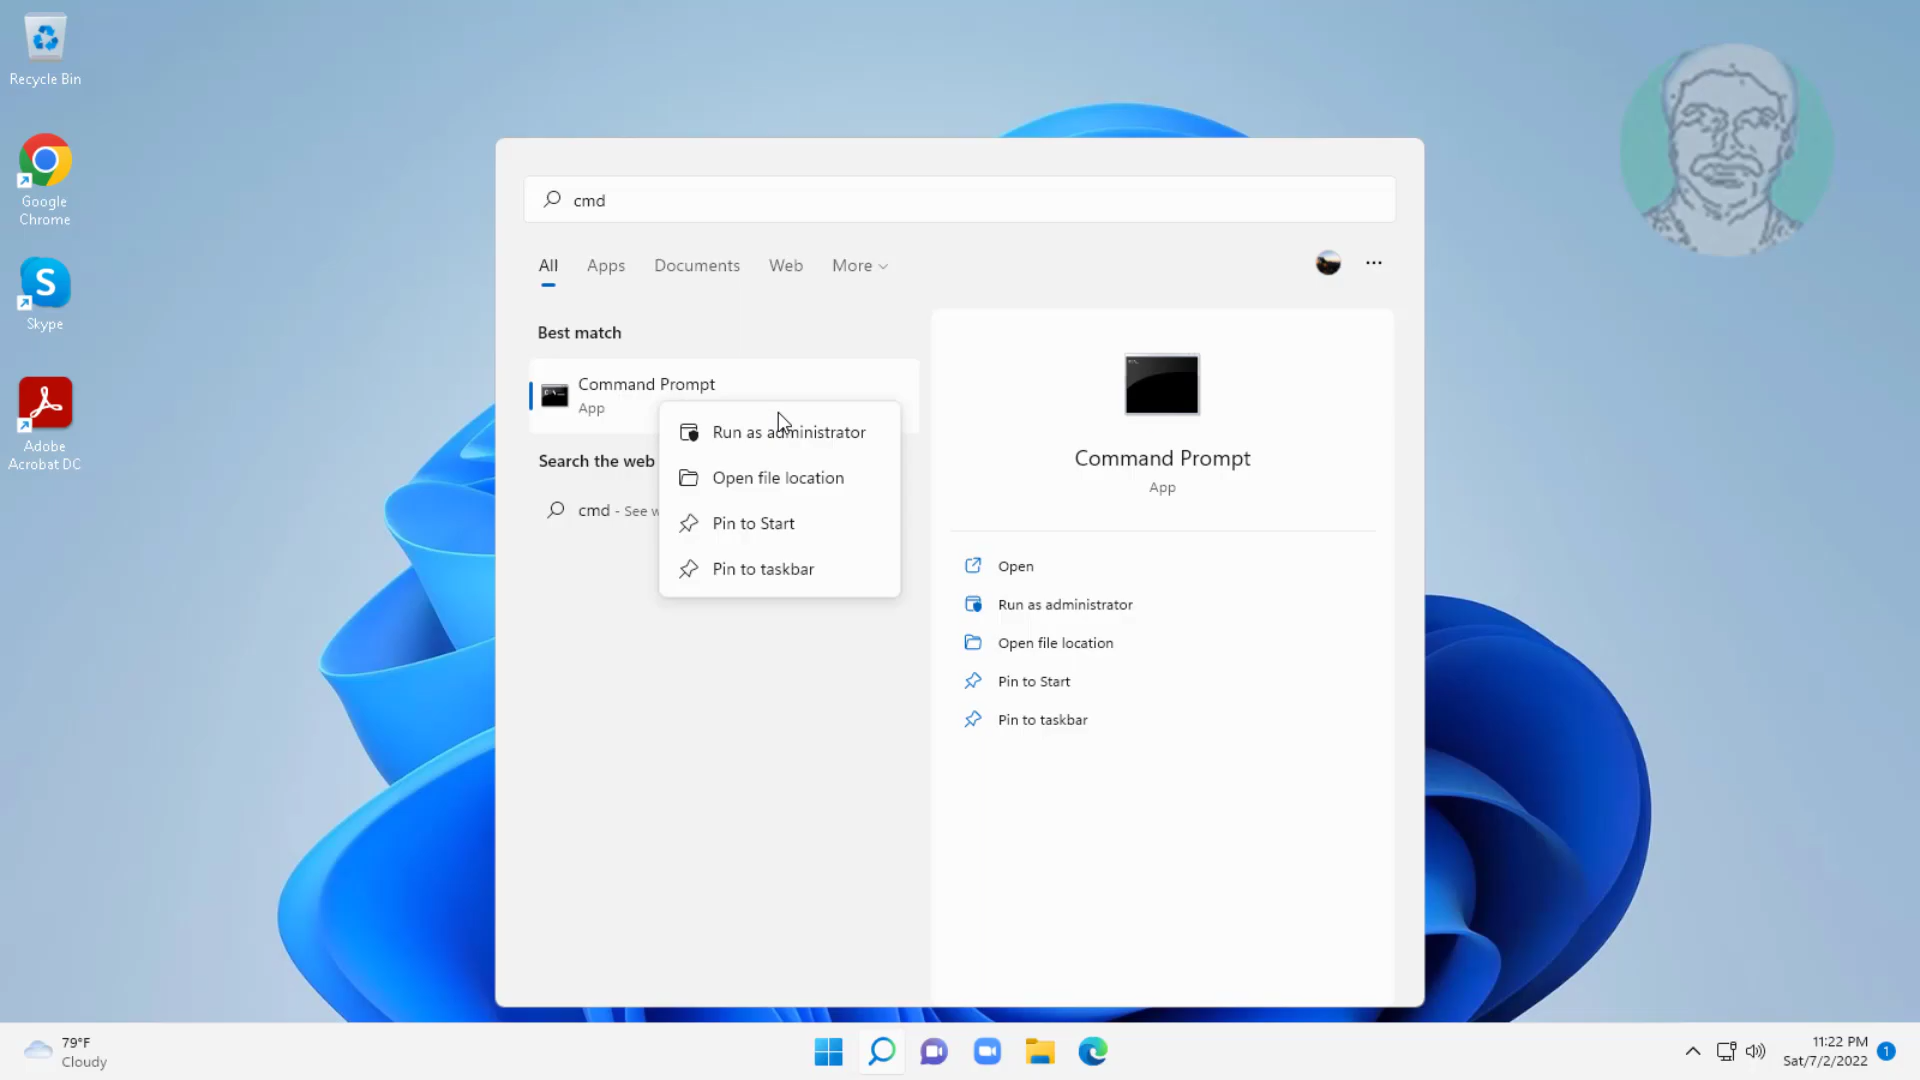 Recycle Bin
Google
Chrome
Skype
Adobe
Acrobat DC
cmd
All Apps Documents Web More
Best match
Command Prompt
App
Run as administrator
Open file location
Pin to Start
Pin to taskbar
Search the web
cmd - See w
Command Prompt
App
Open
Run as administrator
Open file location
Pin to Start
Pin to taskbar
79°F
Cloudy
11:22 PM
Sat/7/2/2022
1